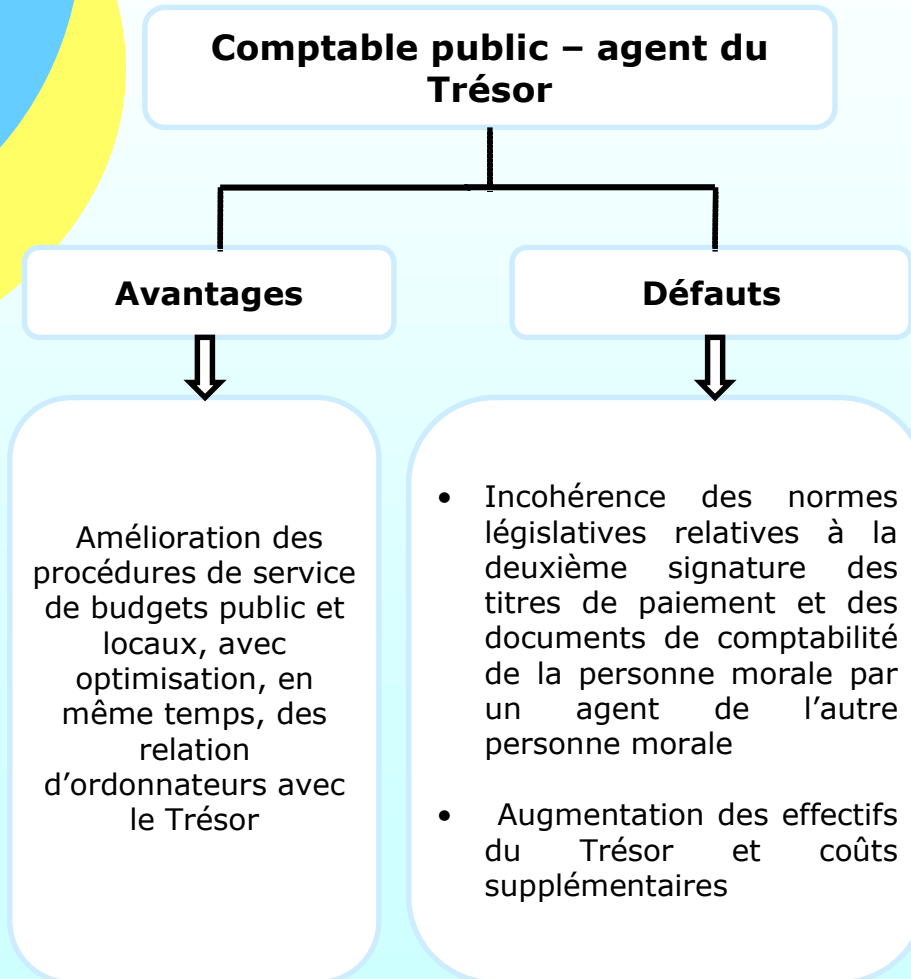 Comptable public – agent du
Trésor
Avantages
Défauts
Amélioration des
procédures de service
de budgets public et
locaux, avec
optimisation, en
même temps, des
relation
d’ordonnateurs avec
le Trésor
• Incohérence des normes
législatives relatives à la
deuxième signature des
titres de paiement et des
documents de comptabilité
de la personne morale par
un agent de l’autre
personne morale
• Augmentation des effectifs
du Trésor et coûts
supplémentaires